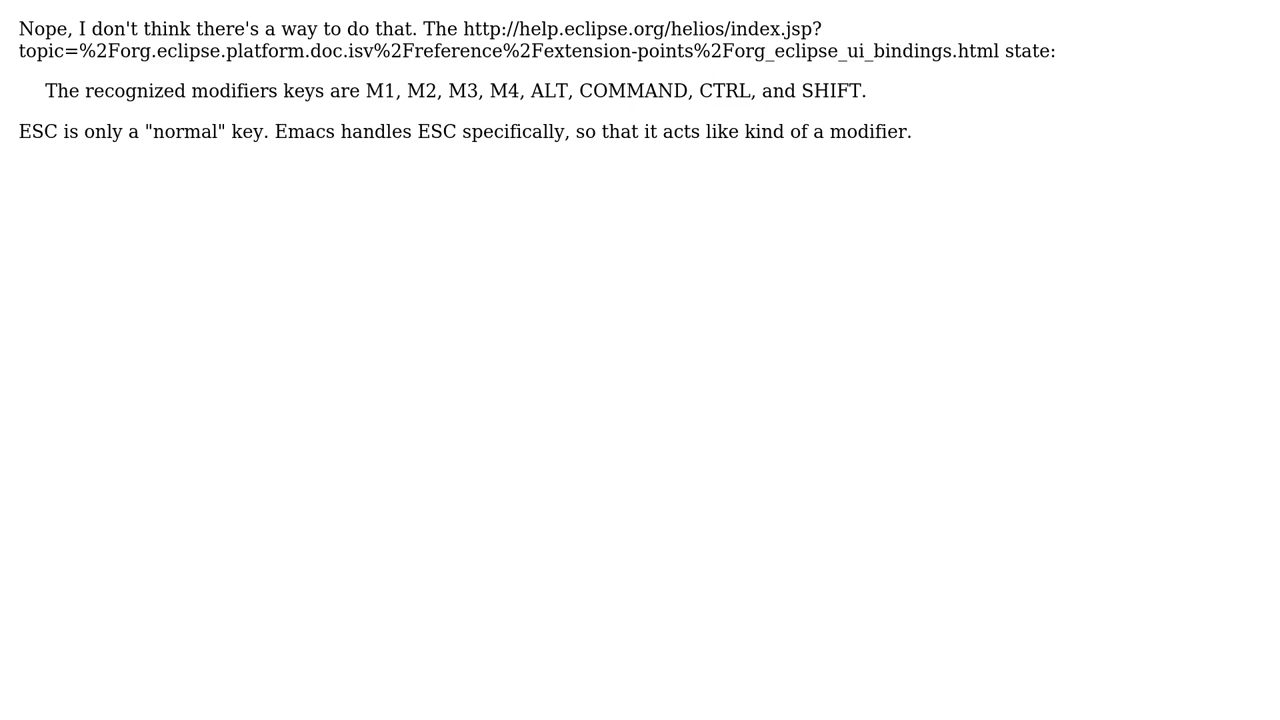 Nope, I don't think there's a way to do that. The http://help.eclipse.org/helios/index.jsp?
topic=%2Forg.eclipse.platform.doc.isv%2Freference%2Fextension-points%2Forg_eclipse_ui_bindings.html state:
The recognized modifiers keys are M1, M2, M3, M4, ALT, COMMAND, CTRL, and SHIFT.
ESC is only a "normal" key. Emacs handles ESC specifically, so that it acts like kind of a modifier.